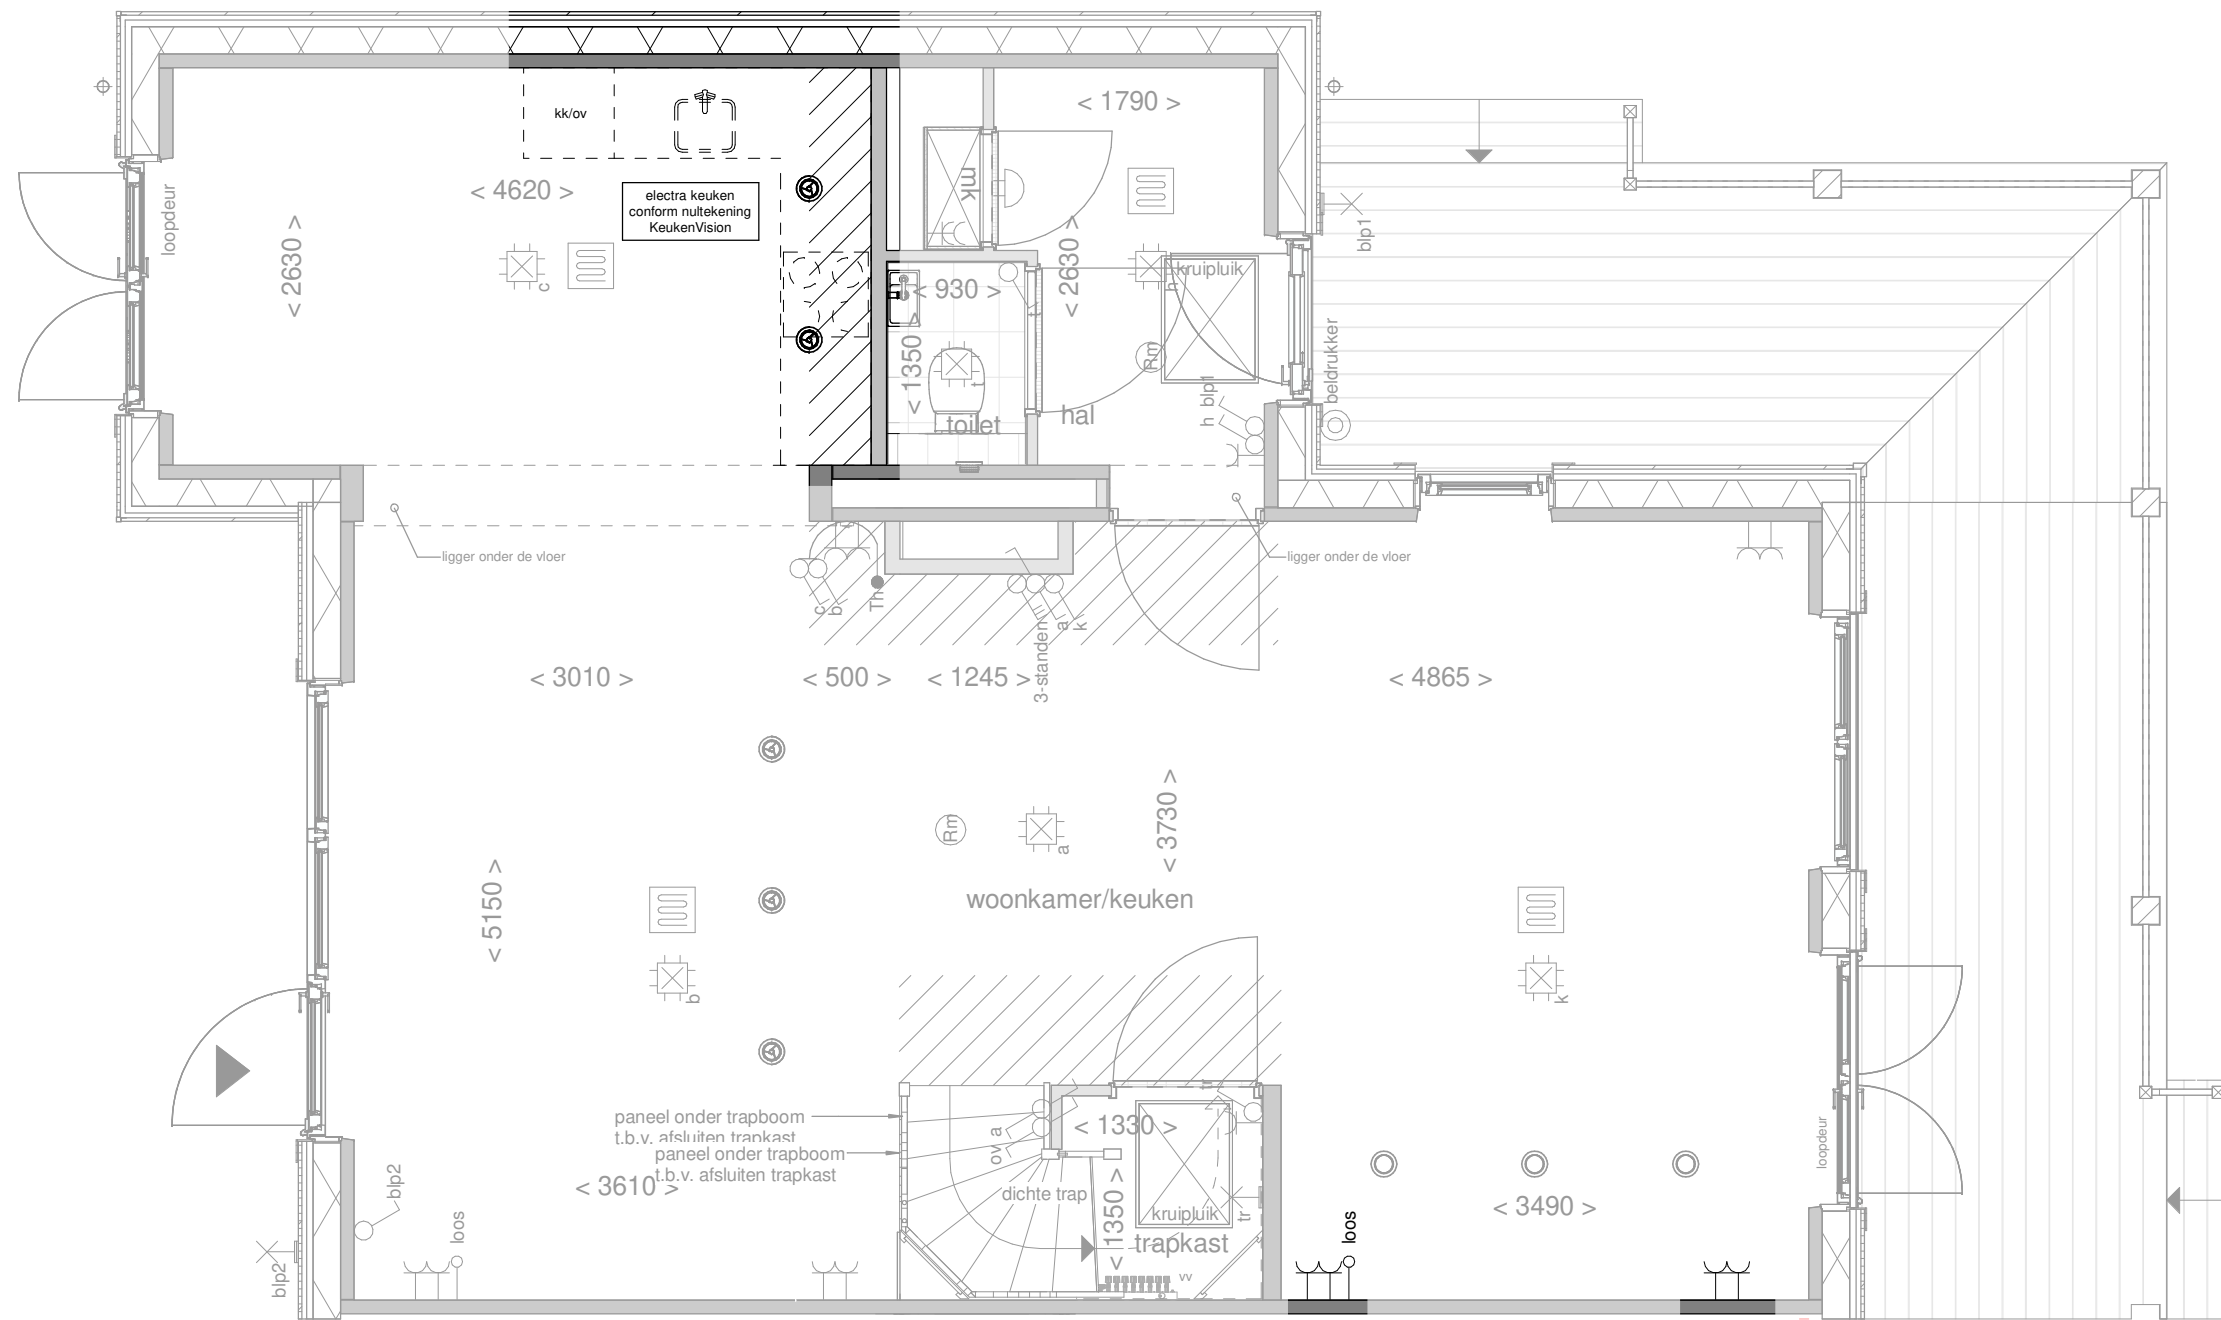 < 1790 >
kk/ov
mk
< 4620 >
electra keuken
conform nultekening
KeukenVision
loopdeur
< 2630 >
c
< 930 >
< 2630 >
kruipluik
h
t
blp1
Rm
beldrukker
< 1350 >
t
toilet
hal
h blp1
ligger onder de vloer
ligger onder de vloer
c
b
Th
3-standen
a
k
< 3010 >
< 500 >
< 1245 >
< 4865 >
Rm
a
< 3730 >
woonkamer/keuken
< 5150 >
b
k
tr
paneel onder trapboom
t.b.v. afsluiten trapkast
paneel onder trapboom
t.b.v. afsluiten trapkast
ov a
< 1330 >
loopdeur
< 3610 >
blp2
dichte trap
< 1350 >
kruipluik
tr
trapkast
< 3490 >
loos
loos
blp2
vv